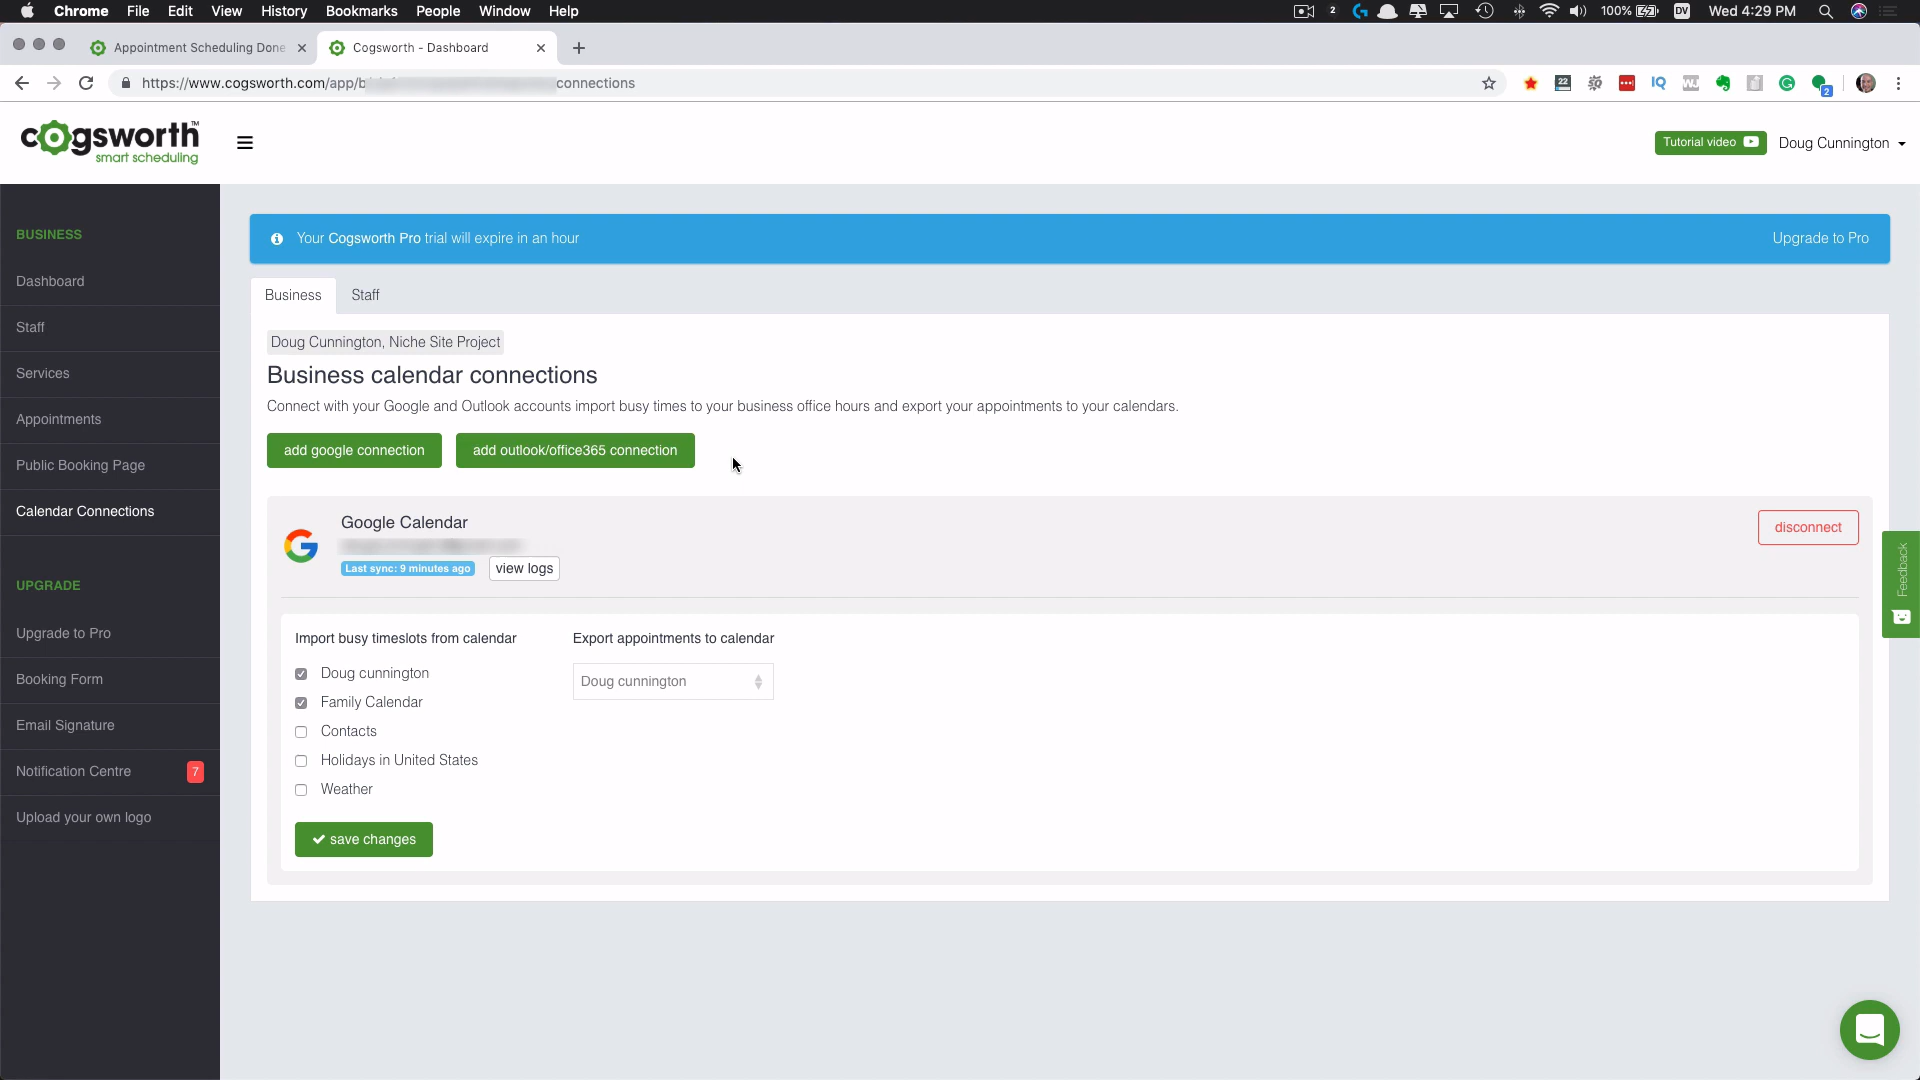 Chrome File Edit View History Bookmarks People Window Help 2 100% DV Wed 4:29 PM
Appointment Scheduling Done
Cogsworth - Dashboard
https://www.cogsworth.com/app/b connections
22
IQ
2
cogsworth™
smart scheduling
Tutorial video
Doug Cunnington
BUSINESS
Dashboard
Staff
Services
Appointments
Public Booking Page
Calendar Connections
UPGRADE
Upgrade to Pro
Booking Form
Email Signature
Notification Centre 7
Upload your own logo
Your Cogsworth Pro trial will expire in an hour
Upgrade to Pro
Business Staff
Doug Cunnington, Niche Site Project
Business calendar connections
Connect with your Google and Outlook accounts import busy times to your business office hours and export your appointments to your calendars.
add google connection
add outlook/office365 connection
Google Calendar
Last sync: 9 minutes ago
view logs
disconnect
Import busy timeslots from calendar
Doug cunnington
Family Calendar
Contacts
Holidays in United States
Weather
Export appointments to calendar
Doug cunnington
save changes
Feedback